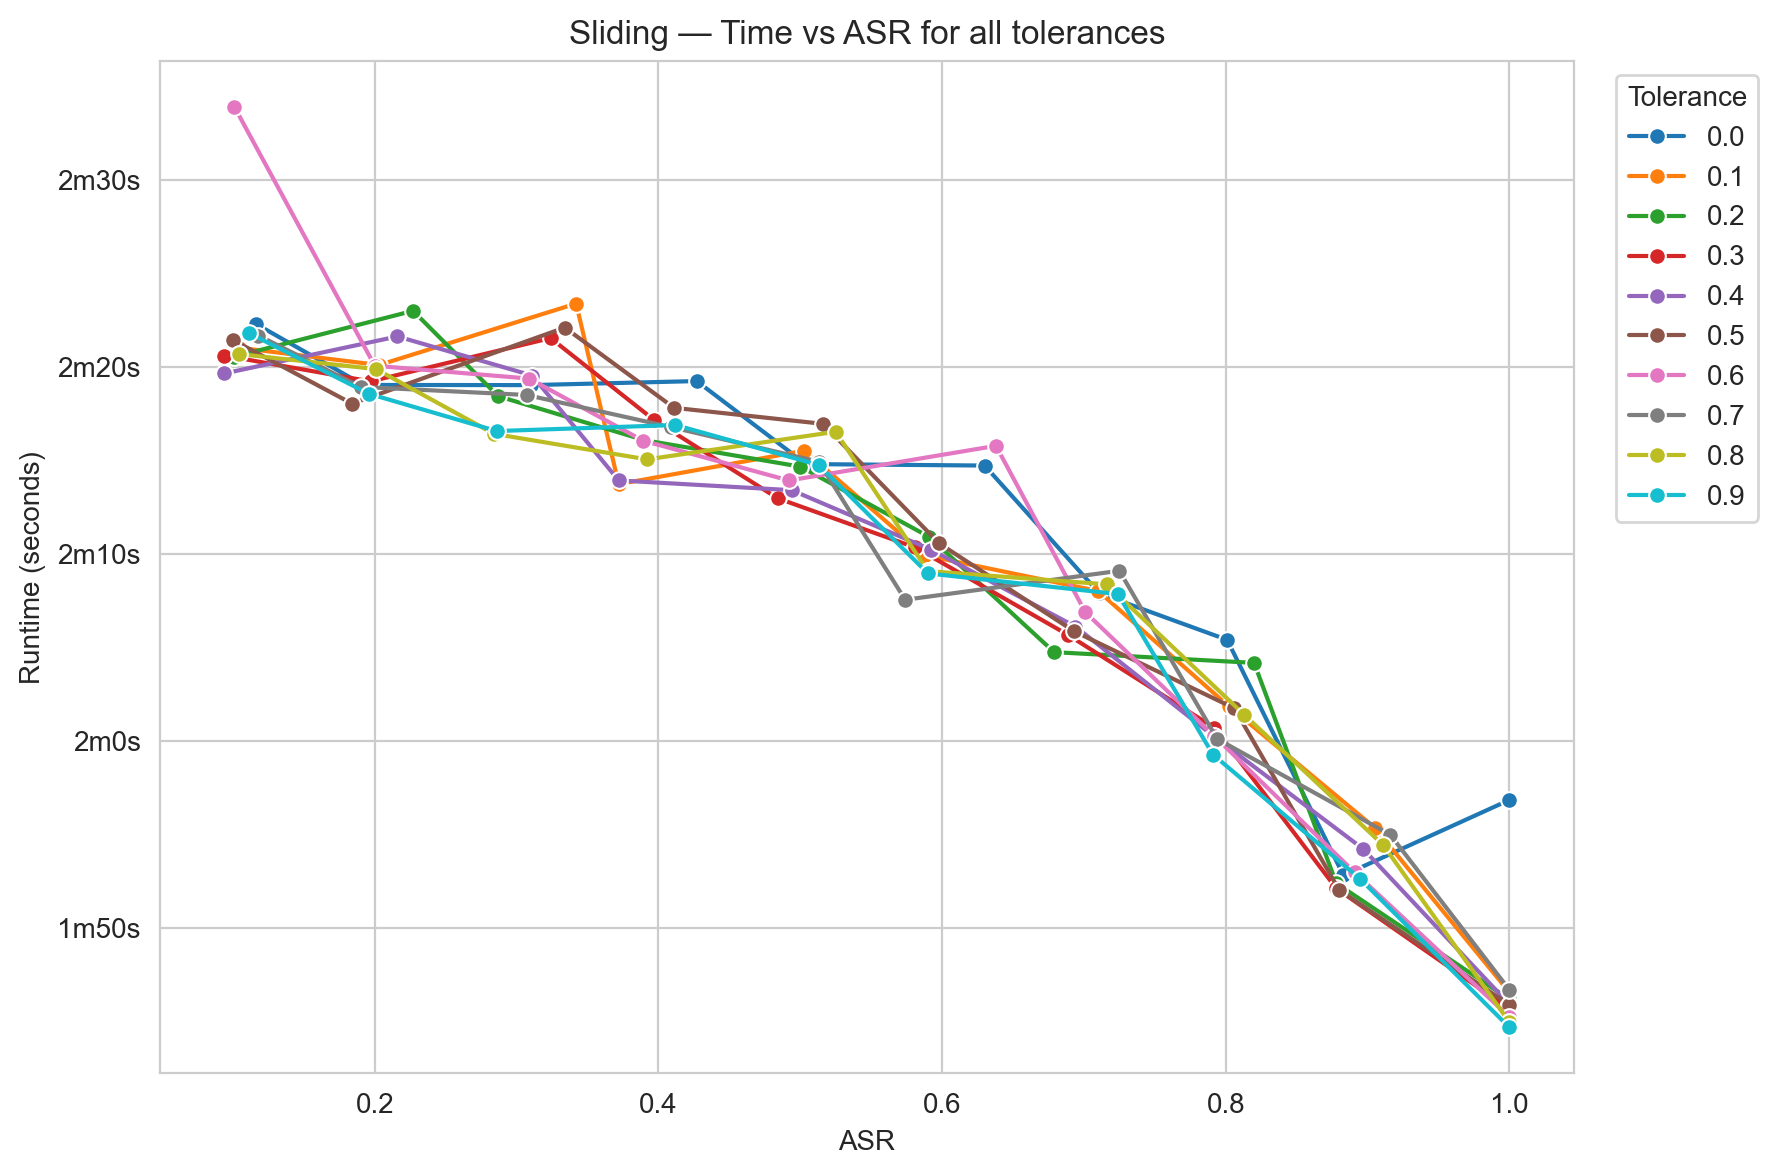 Sliding — Time vs ASR for all tolerances
Runtime (seconds)
2m30s
2m20s
2m10s
2m0s
1m50s
0.2
0.4
0.6
0.8
1.0
ASR
Tolerance
0.0
0.1
0.2
0.3
0.4
0.5
0.6
0.7
0.8
0.9